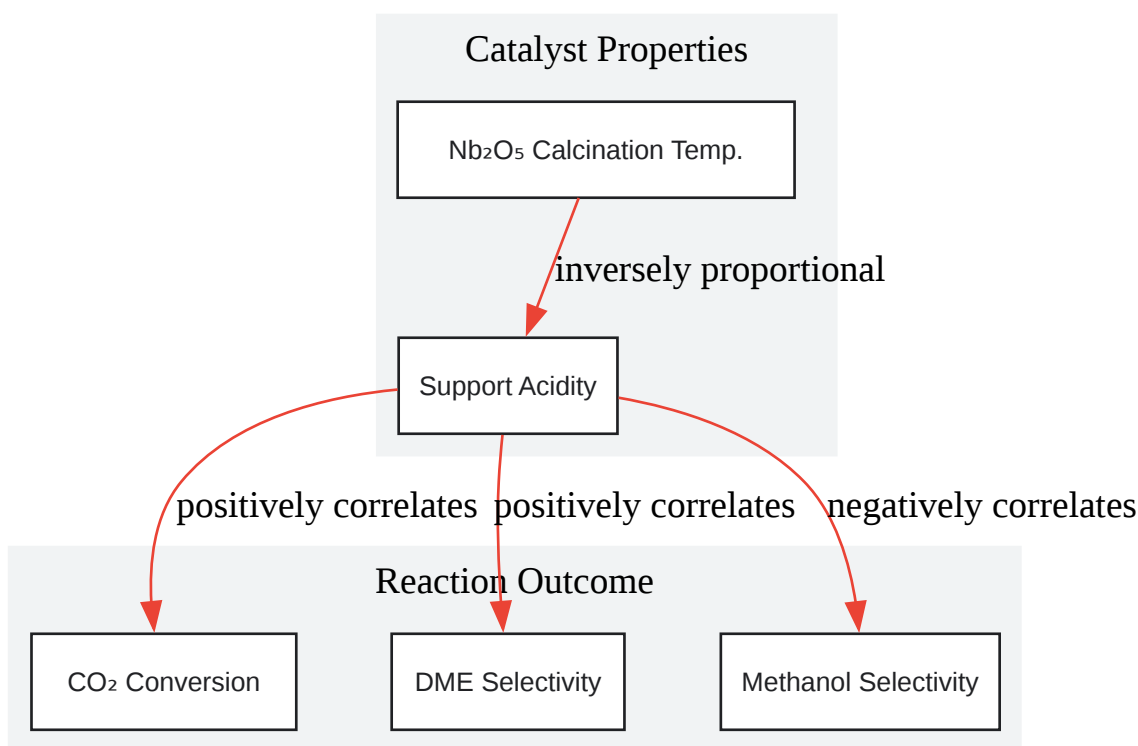 Catalyst Properties
Nb₂O₅ Calcination Temp.
inversely proportional
Support Acidity
positively correlates
positively correlates
negatively correlates
Reaction Outcome
CO₂ Conversion
DME Selectivity
Methanol Selectivity